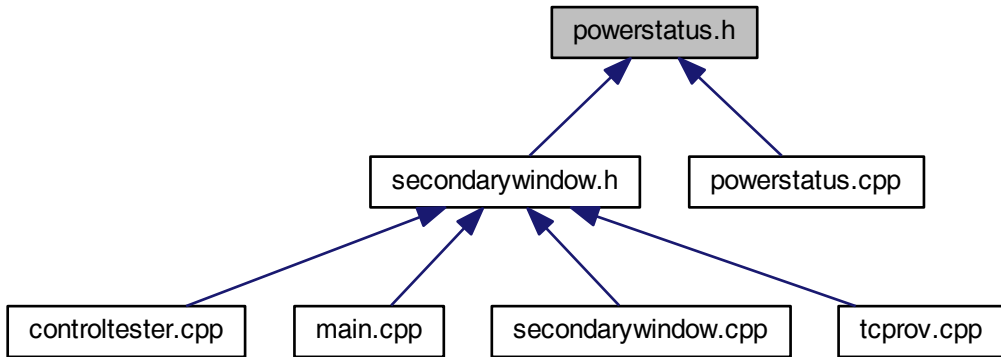 powerstatus.h
secondarywindow.h
powerstatus.cpp
controltester.cpp
main.cpp
secondarywindow.cpp
tcprov.cpp